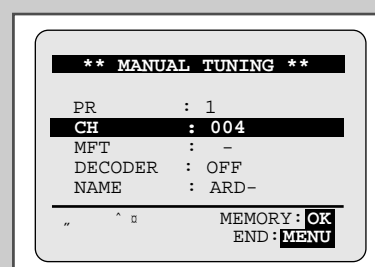 ** MANUAL TUNING **
PR : 1
CH : 004
MFT : –
DECODER : OFF
NAME : ARD–
„ ˆ ¤ MEMORY: OK
END: MENU